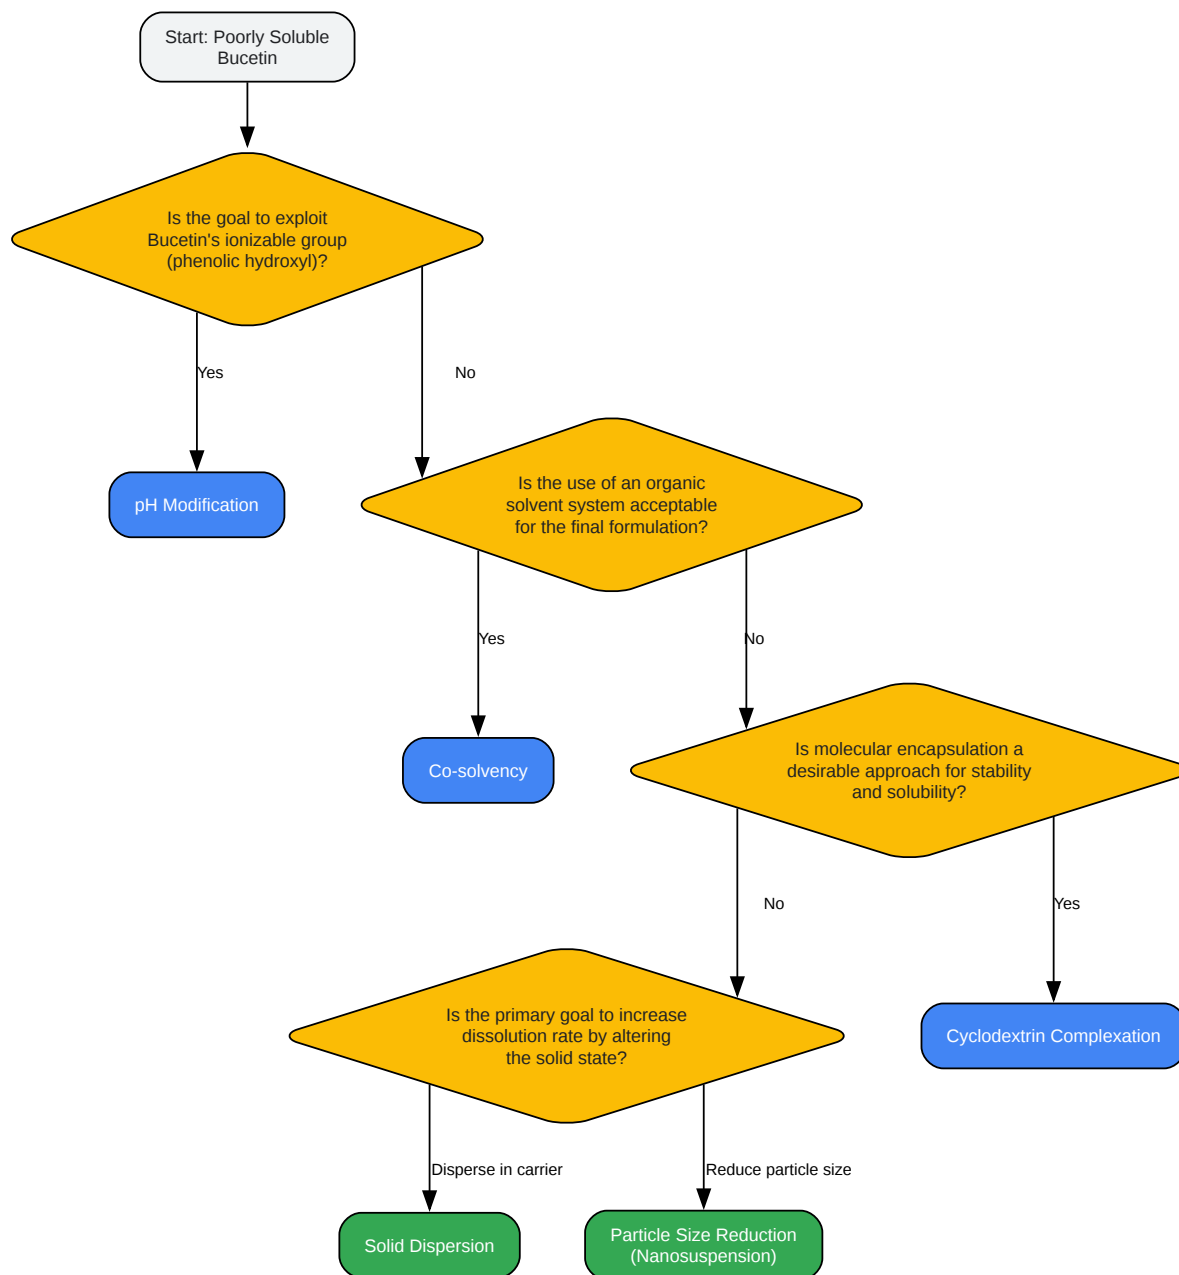 Start: Poorly Soluble
Bucetin
Is the goal to exploit
Bucetin's ionizable group
(phenolic hydroxyl)?
Yes
No
pH Modification
Is the use of an organic
solvent system acceptable
for the final formulation?
Yes
No
Co-solvency
Is molecular encapsulation a
desirable approach for stability
and solubility?
No
Yes
Is the primary goal to increase
dissolution rate by altering
the solid state?
Cyclodextrin Complexation
Disperse in carrier
Reduce particle size
Solid Dispersion
Particle Size Reduction
(Nanosuspension)